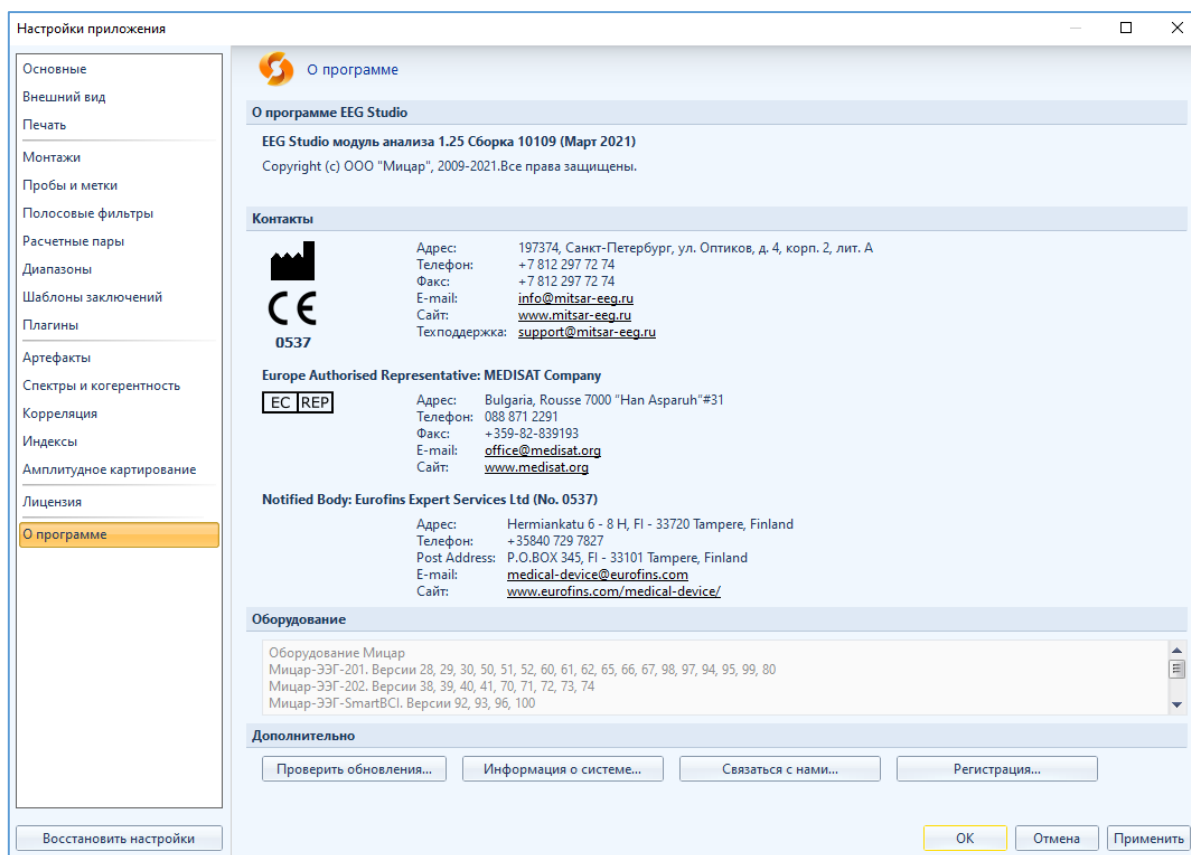 Настройки приложения
Основные
Внешний вид
Печать
Монтажи
Пробы и метки
Полосовые фильтры
Расчетные пары
Диапазоны
Шаблоны заключений
Плагины
Артефакты
Спектры и когерентность
Корреляция
Индексы
Амплитудное картирование
Лицензия
О программе
Восстановить настройки
О программе
О программе EEG Studio
EEG Studio модуль анализа 1.25 Сборка 10109 (Март 2021)
Copyright (c) ООО "Мицар", 2009-2021.Все права защищены.
Контакты
CE
0537
Адрес: 197374, Санкт-Петербург, ул. Оптиков, д. 4, корп. 2, лит. А
Телефон: +7 812 297 72 74
Факс: +7 812 297 72 74
E-mail: info@mitsar-eeg.ru
Сайт: www.mitsar-eeg.ru
Техподдержка: support@mitsar-eeg.ru
Europe Authorised Representative: MEDISAT Company
EC REP
Адрес: Bulgaria, Rousse 7000 "Han Asparuh"#31
Телефон: 088 871 2291
Факс: +359-82-839193
E-mail: office@medisat.org
Сайт: www.medisat.org
Notified Body: Eurofins Expert Services Ltd (No. 0537)
Адрес: Hermiankatu 6 - 8 H, FI - 33720 Tampere, Finland
Телефон: +35840 729 7827
Post Address: P.O.BOX 345, FI - 33101 Tampere, Finland
E-mail: medical-device@eurofins.com
Сайт: www.eurofins.com/medical-device/
Оборудование
Оборудование Мицар
Мицар-ЭЭГ-201. Версии 28, 29, 30, 50, 51, 52, 60, 61, 62, 65, 66, 67, 98, 97, 94, 95, 99, 80
Мицар-ЭЭГ-202. Версии 38, 39, 40, 41, 70, 71, 72, 73, 74
Мицар-ЭЭГ-SmartBCI. Версии 92, 93, 96, 100
Дополнительно
Проверить обновления...
Информация о системе...
Связаться с нами...
Регистрация...
ОК
Отмена
Применить